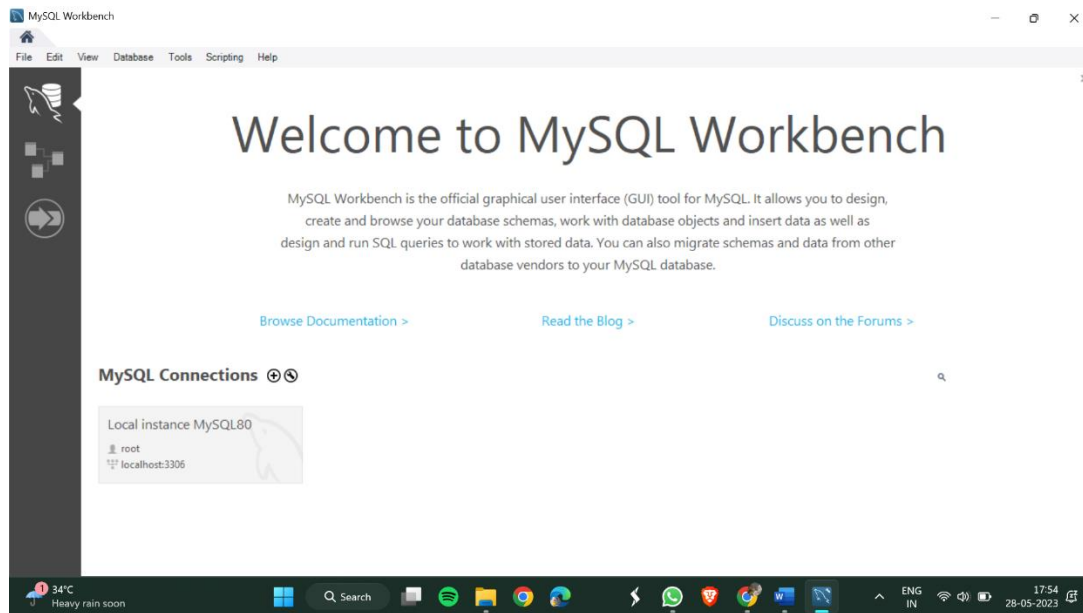 MySQL Workbench
File Edit View Database Tools Scripting Help
Welcome to MySQL Workbench
MySQL Workbench is the official graphical user interface (GUI) tool for MySQL. It allows you to design,
create and browse your database schemas, work with database objects and insert data as well as
design and run SQL queries to work with stored data. You can also migrate schemas and data from other
database vendors to your MySQL database.
Browse Documentation > Read the Blog > Discuss on the Forums >
MySQL Connections
Local instance MySQL80
root
localhost:3306
1 34°C
Heavy rain soon
Search
W
ENG
IN
17:54
28-05-2023